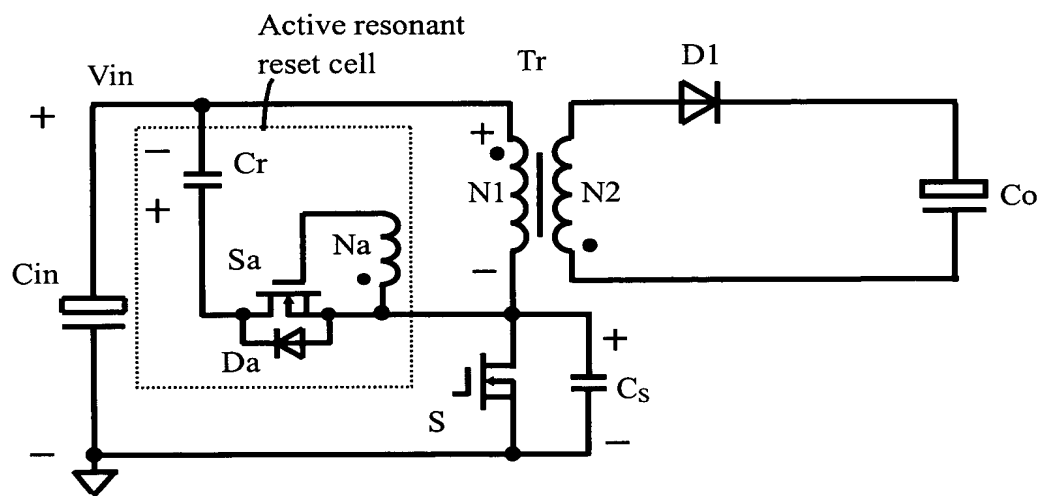 Active resonant
reset cell
Vin
Tr
D1
+
−
Cr
+
+
N1
N2
−
Co
Na
Sa
Cin
Da
+
Cs
−
S
−